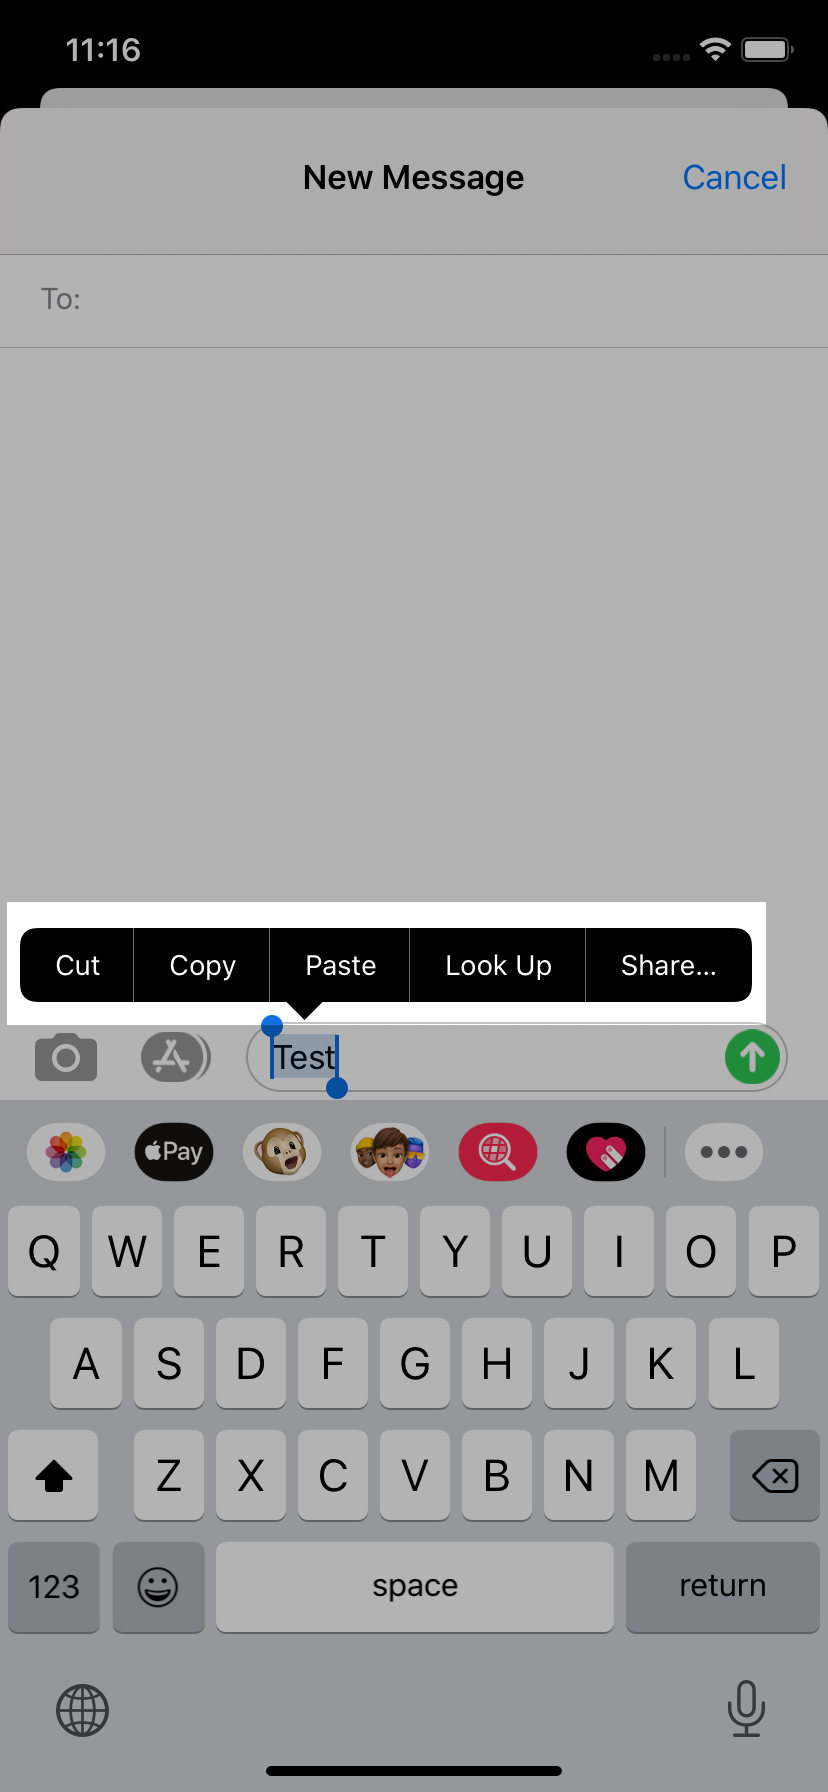 11:16
New Message Cancel
To:
Cut Copy Paste Look Up Share...
Test
Pay
Q W E R T Y U I O P
A S D F G H J K L
Z X C V B N M
123 space return